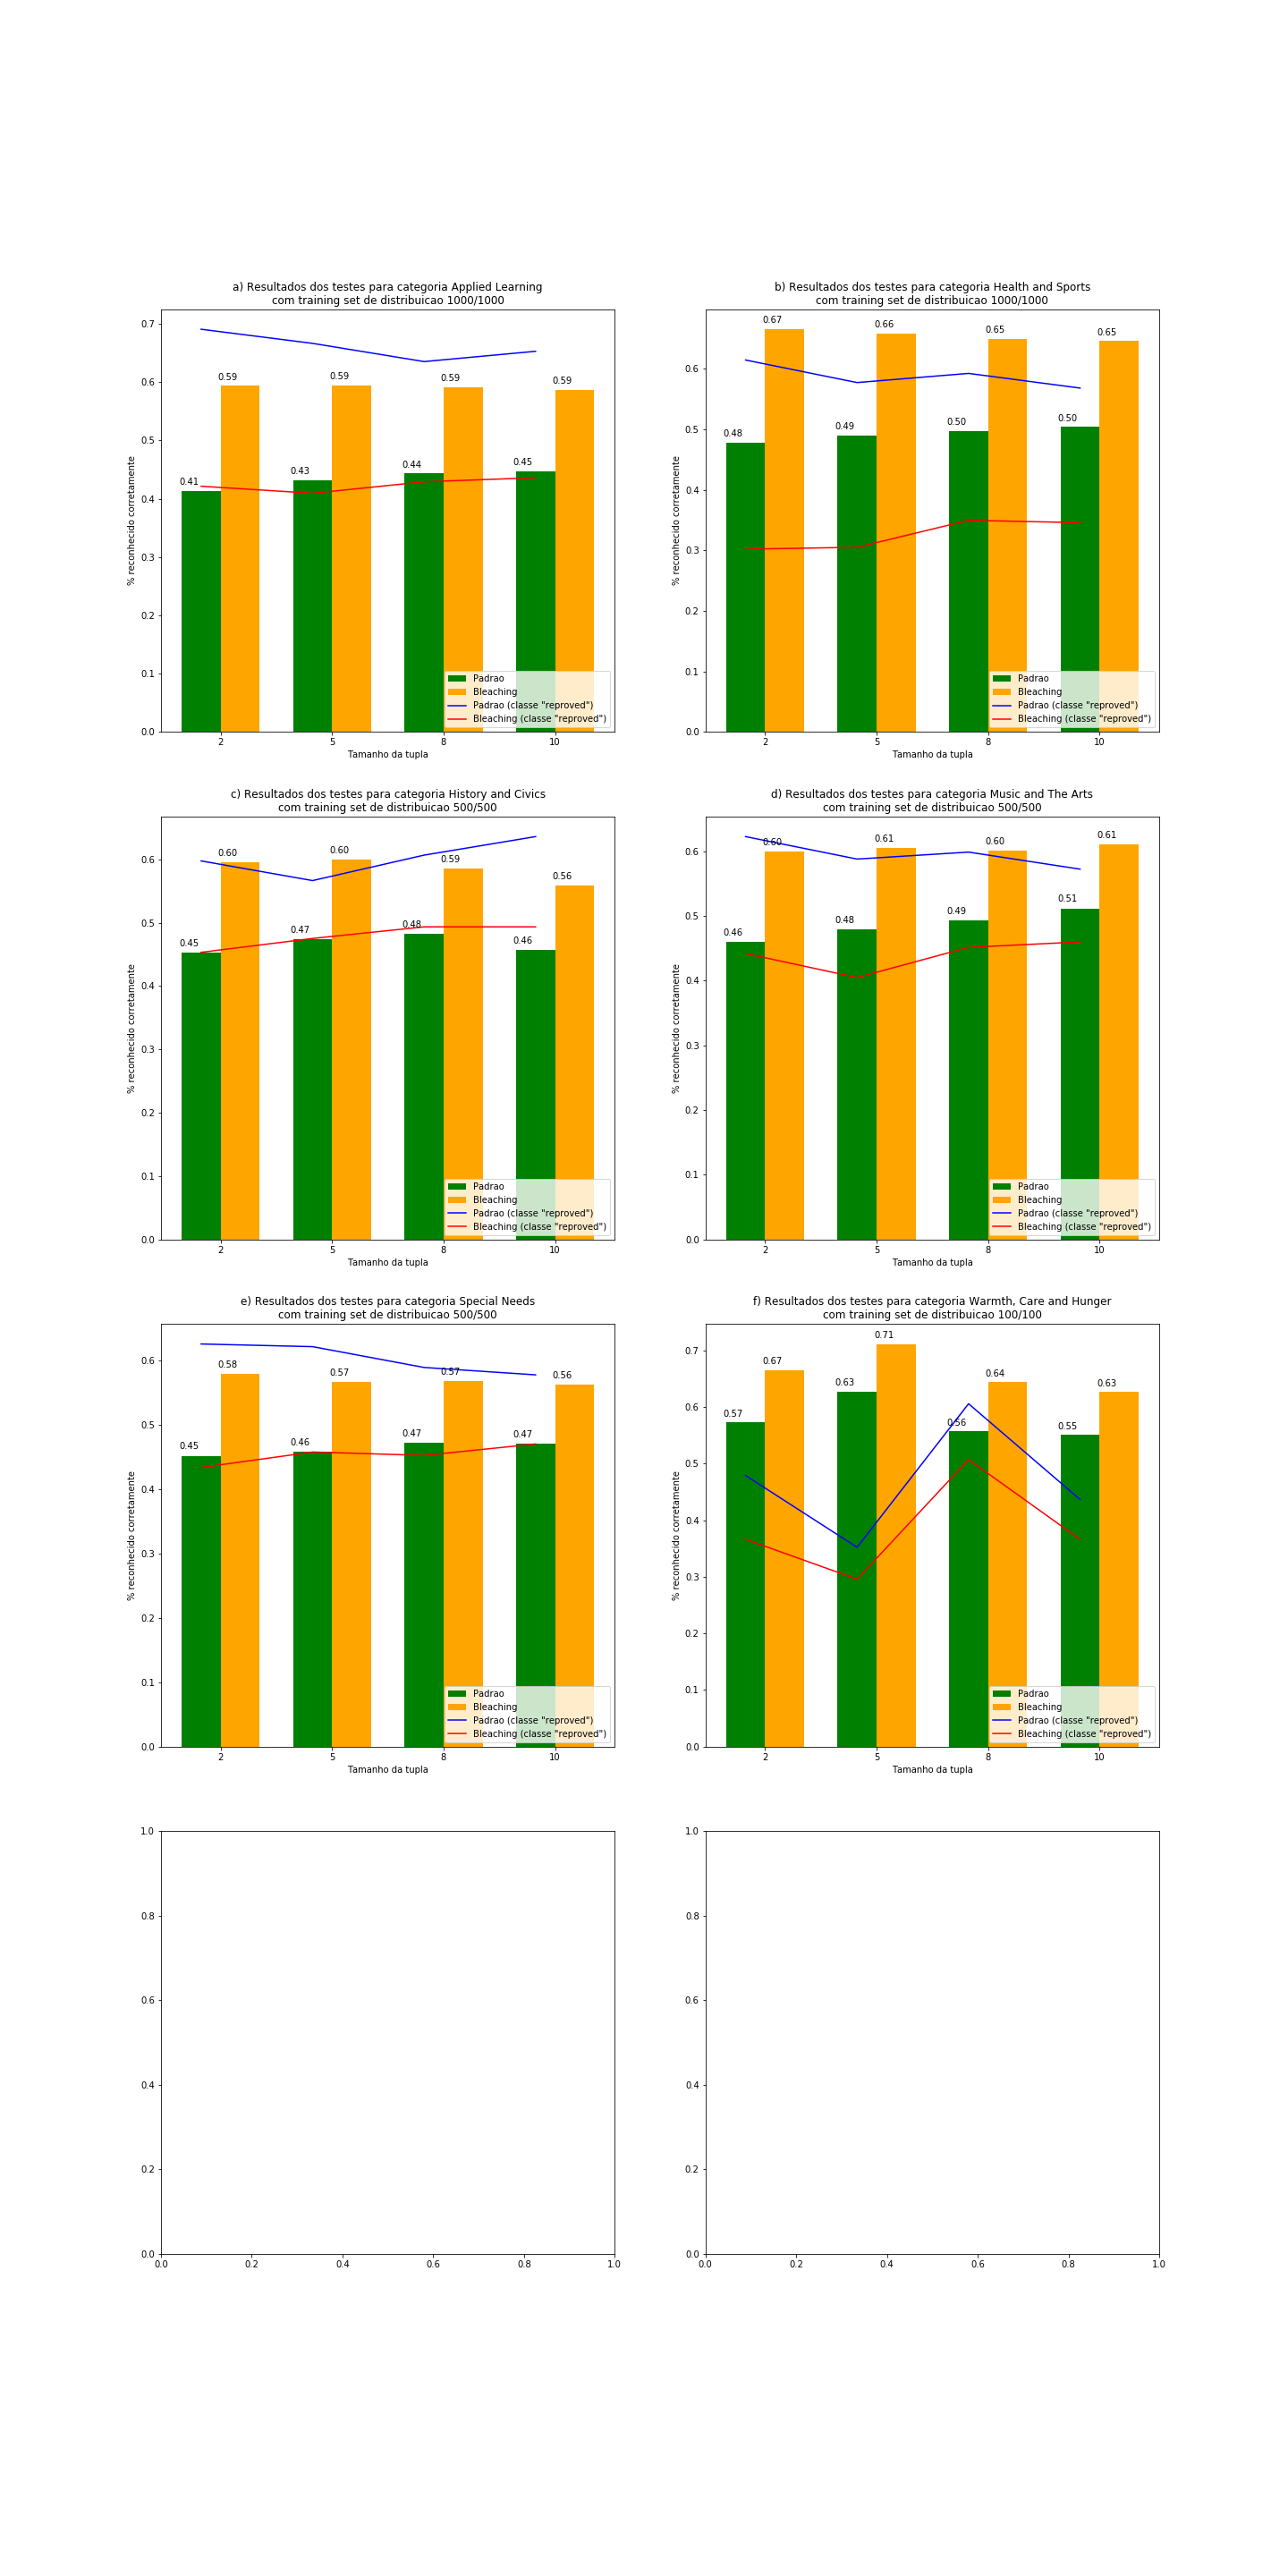 a) Resultados dos testes para categoria Applied Learning
com training set de distribuicao 1000/1000
% reconhecido corretamente
0.7
0.6
0.5
0.4
0.3
0.2
0.1
0.0
0.41
0.59
0.43
0.59
0.44
0.59
0.45
0.59
Padrao
Bleaching
Padrao (classe "reproved")
Bleaching (classe "reproved")
2 5 8 10
Tamanho da tupla
b) Resultados dos testes para categoria Health and Sports
com training set de distribuicao 1000/1000
% reconhecido corretamente
0.6
0.5
0.4
0.3
0.2
0.1
0.0
0.48
0.67
0.49
0.66
0.50
0.65
0.50
0.65
Padrao
Bleaching
Padrao (classe "reproved")
Bleaching (classe "reproved")
2 5 8 10
Tamanho da tupla
c) Resultados dos testes para categoria History and Civics
com training set de distribuicao 500/500
% reconhecido corretamente
0.6
0.5
0.4
0.3
0.2
0.1
0.0
0.45
0.60
0.47
0.60
0.48
0.59
0.46
0.56
Padrao
Bleaching
Padrao (classe "reproved")
Bleaching (classe "reproved")
2 5 8 10
Tamanho da tupla
d) Resultados dos testes para categoria Music and The Arts
com training set de distribuicao 500/500
% reconhecido corretamente
0.6
0.5
0.4
0.3
0.2
0.1
0.0
0.46
0.60
0.48
0.61
0.49
0.60
0.51
0.61
Padrao
Bleaching
Padrao (classe "reproved")
Bleaching (classe "reproved")
2 5 8 10
Tamanho da tupla
e) Resultados dos testes para categoria Special Needs
com training set de distribuicao 500/500
% reconhecido corretamente
0.6
0.5
0.4
0.3
0.2
0.1
0.0
0.45
0.58
0.46
0.57
0.47
0.57
0.47
0.56
Padrao
Bleaching
Padrao (classe "reproved")
Bleaching (classe "reproved")
2 5 8 10
Tamanho da tupla
f) Resultados dos testes para categoria Warmth, Care and Hunger
com training set de distribuicao 100/100
% reconhecido corretamente
0.7
0.6
0.5
0.4
0.3
0.2
0.1
0.0
0.57
0.67
0.63
0.71
0.56
0.64
0.55
0.63
Padrao
Bleaching
Padrao (classe "reproved")
Bleaching (classe "reproved")
2 5 8 10
Tamanho da tupla
1.0
0.8
0.6
0.4
0.2
0.0
0.0 0.2 0.4 0.6 0.8 1.0
1.0
0.8
0.6
0.4
0.2
0.0
0.0 0.2 0.4 0.6 0.8 1.0